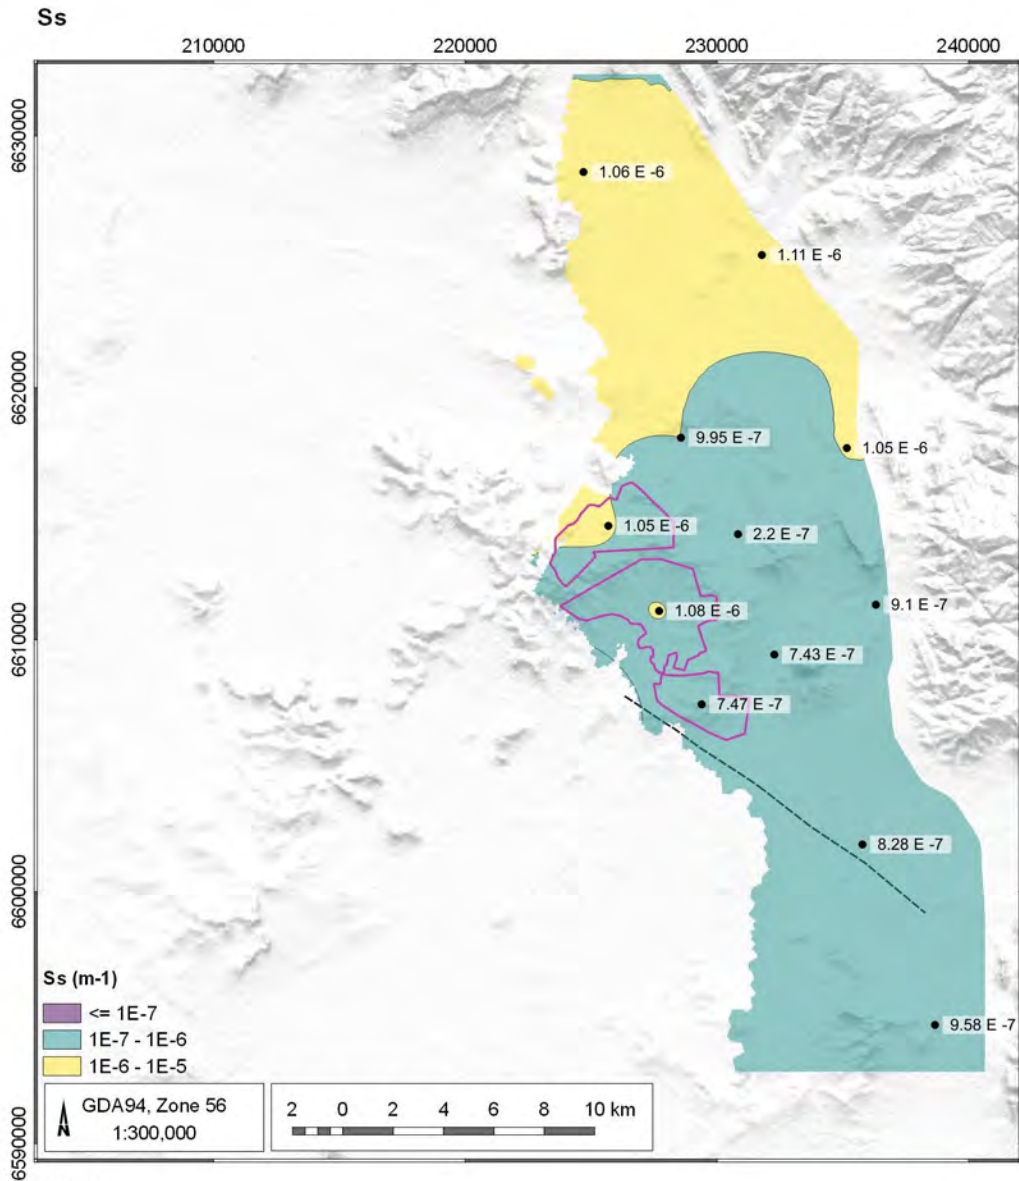 Ss
210000
220000
230000
240000
6630000
6620000
6610000
6600000
6590000
1.06 E -6
1.11 E -6
9.95 E -7
1.05 E -6
1.05 E -6
2.2 E -7
1.08 E -6
9.1 E -7
7.43 E -7
7.47 E -7
8.28 E -7
9.58 E -7
Ss (m-1)
<= 1E-7
1E-7 - 1E-6
1E-6 - 1E-5
N
GDA94, Zone 56
1:300,000
2 0 2 4 6 8 10 km